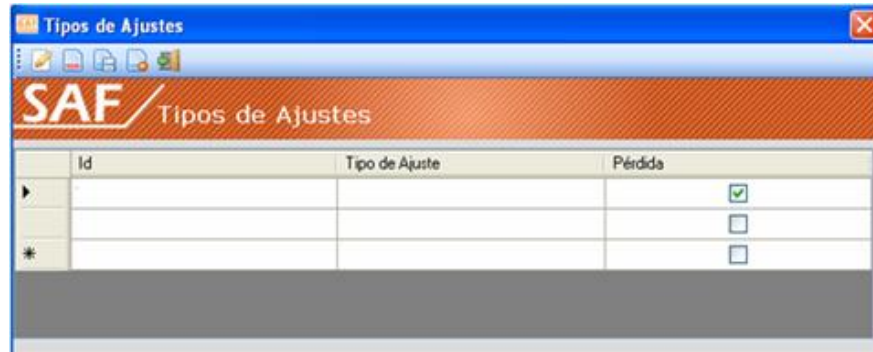 Tipos de Ajustes
SAF Tipos de Ajustes
Id Tipo de Ajuste Pérdida